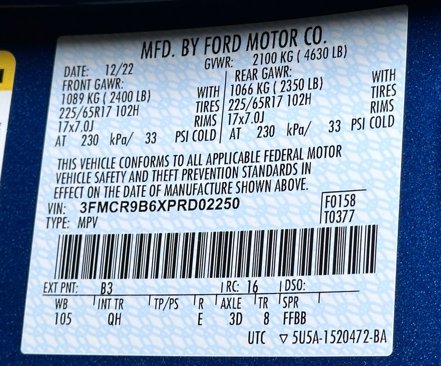 MFD. BY FORD MOTOR CO.
DATE: 12/22 GVWR: 2100 KG ( 4630 LB)
FRONT GAWR: REAR GAWR:
1089 KG ( 2400 LB) WITH 1066 KG ( 2350 LB) WITH
225/65R17 102H TIRES 225/65R17 102H TIRES
17x7.0J RIMS 17x7.0J RIMS
AT 230 kPa/ 33 PSI COLD AT 230 kPa/ 33 PSI COLD
THIS VEHICLE CONFORMS TO ALL APPLICABLE FEDERAL MOTOR
VEHICLE SAFETY AND THEFT PREVENTION STANDARDS IN
EFFECT ON THE DATE OF MANUFACTURE SHOWN ABOVE.
VIN: 3FMCR9B6XPRD02250 F0158
TYPE: MPV T0377
EXT PNT: B3 RC: 16 DSO:
WB INT TR TP/PS R AXLE TR SPR
105 QH E 3D 8 FFBB
UTC ▽ 5U5A-1520472-BA